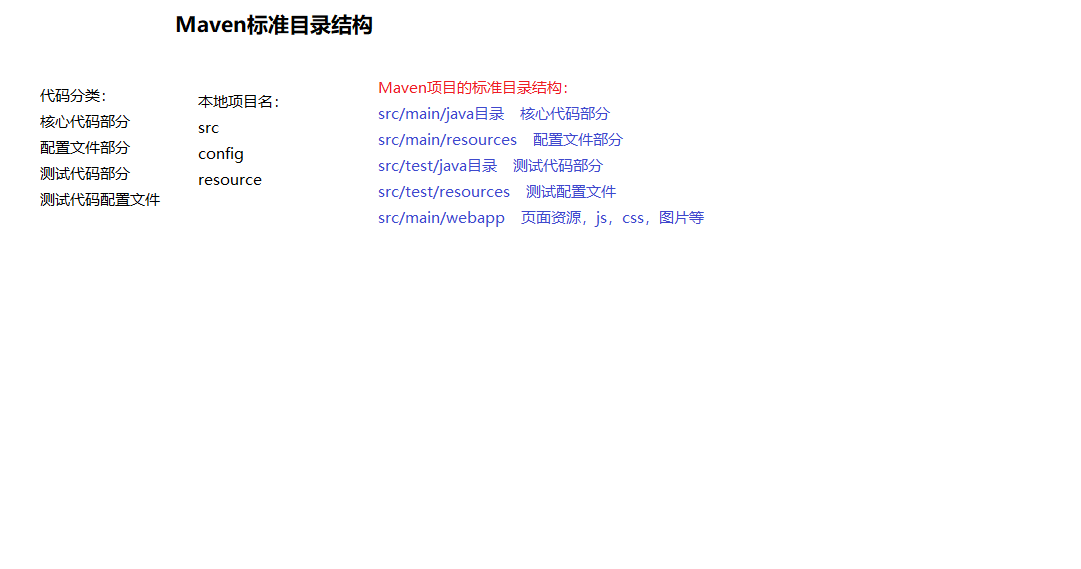 Maven标准目录结构
代码分类：
核心代码部分
配置文件部分
测试代码部分
测试代码配置文件
本地项目名：
src
config
resource
Maven项目的标准目录结构：
src/main/java目录 核心代码部分
src/main/resources 配置文件部分
src/test/java目录 测试代码部分
src/test/resources 测试配置文件
src/main/webapp 页面资源，js，css，图片等